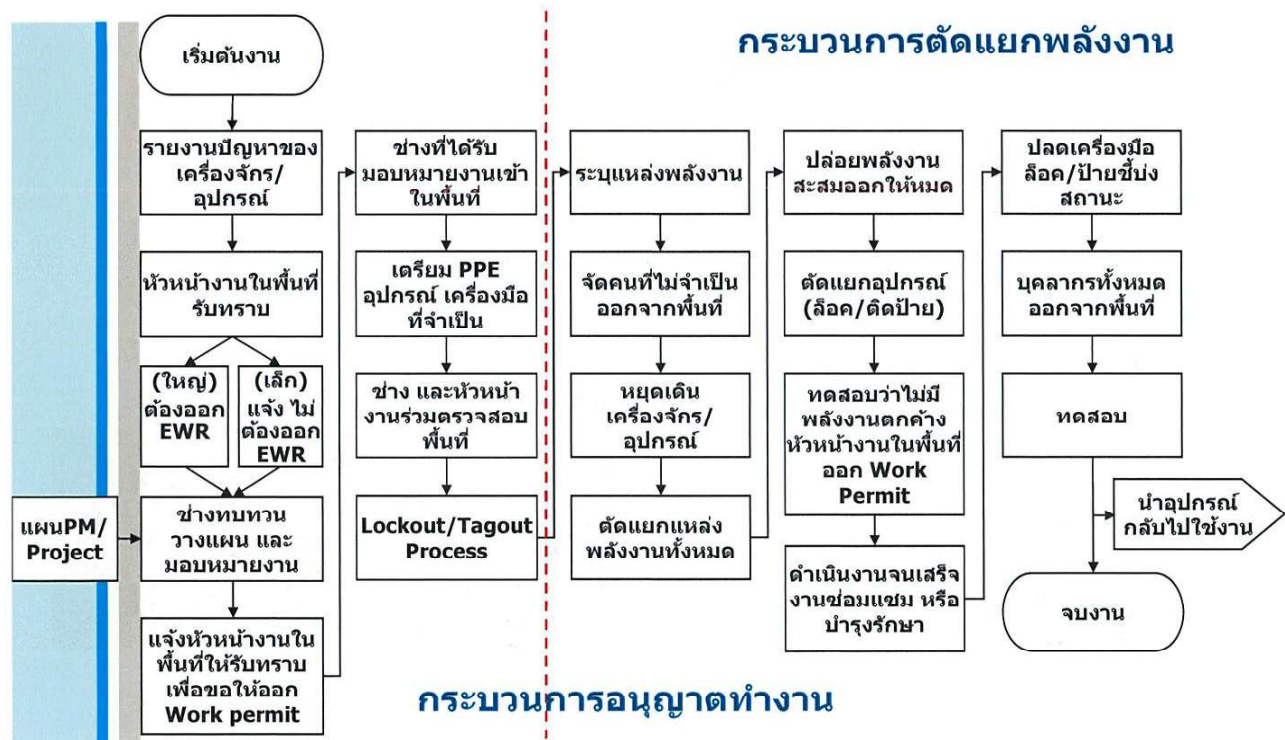 กระบวนการตัดแยกพลังงาน
เริ่มต้นงาน
รายงานปัญหาของ
เครื่องจักร/
อุปกรณ์
หัวหน้างานในพื้นที่
รับทราบ
(ใหญ่)
ต้องออก
EWR
(เล็ก)
แจ้ง ไม่
ต้องออก
EWR
แผนPM/
Project
ช่างทบทวน
วางแผน และ
มอบหมายงาน
แจ้งหัวหน้างานใน
พื้นที่ให้รับทราบ
เพื่อขอให้ออก
Work permit
ช่างที่ได้รับ
มอบหมายงานเข้า
ในพื้นที่
เตรียม PPE
อุปกรณ์ เครื่องมือ
ที่จำเป็น
ช่าง และหัวหน้า
งานร่วมตรวจสอบ
พื้นที่
Lockout/Tagout
Process
ระบุแหล่งพลังงาน
จัดคนที่ไม่จำเป็น
ออกจากพื้นที่
หยุดเดิน
เครื่องจักร/
อุปกรณ์
ตัดแยกแหล่ง
พลังงานทั้งหมด
ปล่อยพลังงาน
สะสมออกให้หมด
ตัดแยกอุปกรณ์
(ล็อค/ติดป้าย)
ทดสอบว่าไม่มี
พลังงานตกค้าง
หัวหน้างานในพื้นที่
ออก Work
Permit
ดำเนินงานจนเสร็จ
งานซ่อมแซม หรือ
บำรุงรักษา
ปลดเครื่องมือ
ล็อค/ป้ายชี้บ่ง
สถานะ
บุคลากรทั้งหมด
ออกจากพื้นที่
ทดสอบ
นำอุปกรณ์
กลับไปใช้งาน
จบงาน
กระบวนการอนุญาตทำงาน